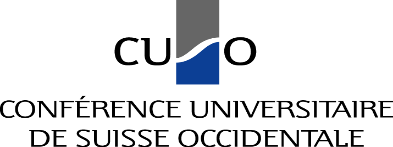 CUSO
CONFÉRENCE UNIVERSITAIRE
DE SUISSE OCCIDENTALE